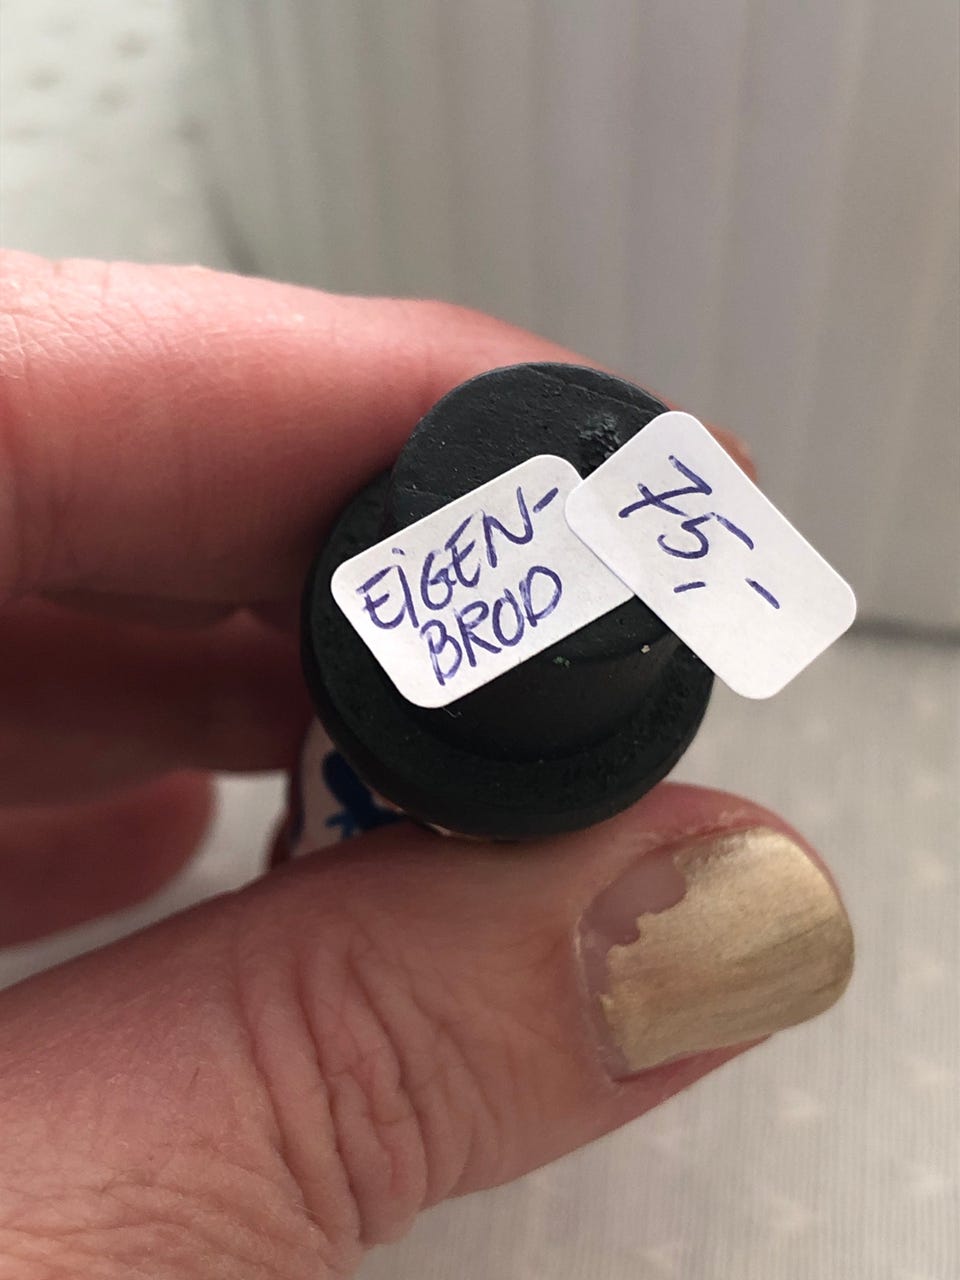 EIGEN-
BROD
75,-